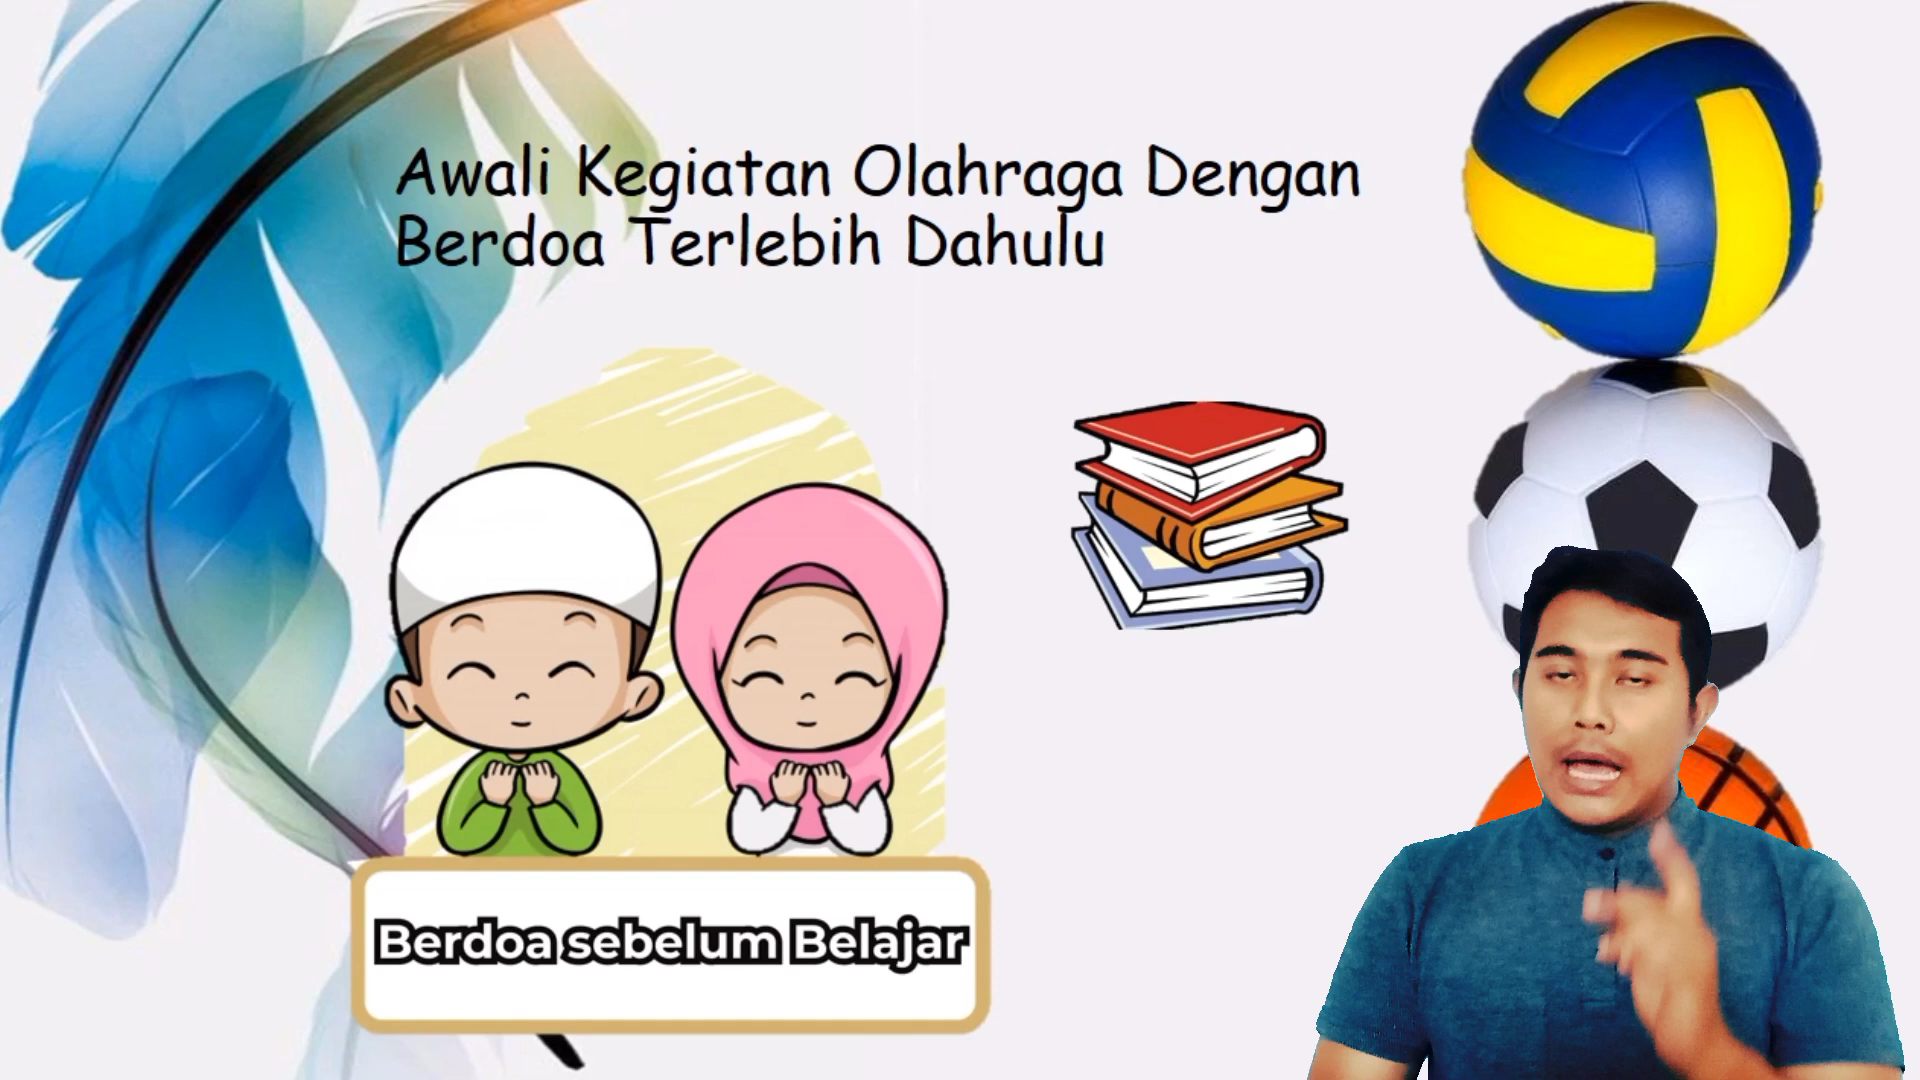 Awali Kegiatan Olahraga Dengan
Berdoa Terlebih Dahulu
Berdoa sebelum Belajar